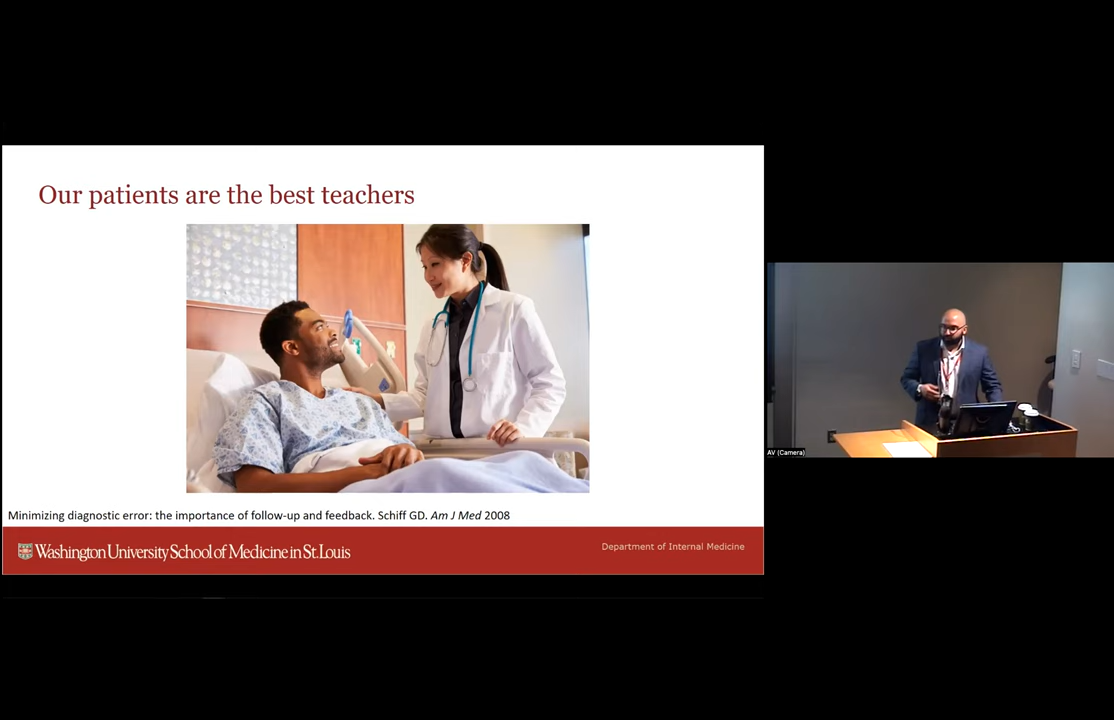 Our patients are the best teachers
Minimizing diagnostic error: the importance of follow-up and feedback. Schiff GD. Am J Med 2008
Washington University School of Medicine in St. Louis
Department of Internal Medicine
AV (Camera)